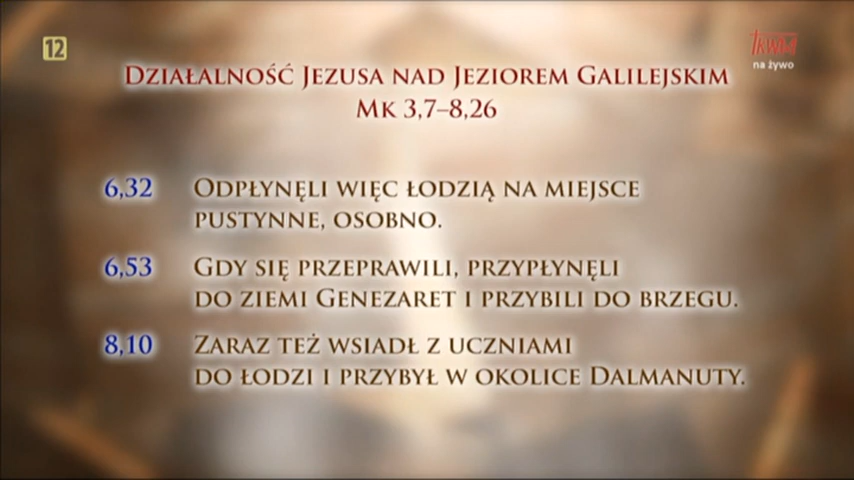 12
TRWAM
na żywo
Działalność Jezusa nad Jeziorem Galilejskim
Mk 3,7–8,26
6,32 Odpłynęli więc łodzią na miejsce
pustynne, osobno.
6,53 Gdy się przeprawili, przypłynęli
do ziemi Genezaret i przybili do brzegu.
8,10 Zaraz też wsiadł z uczniami
do łodzi i przybył w okolice Dalmanuty.